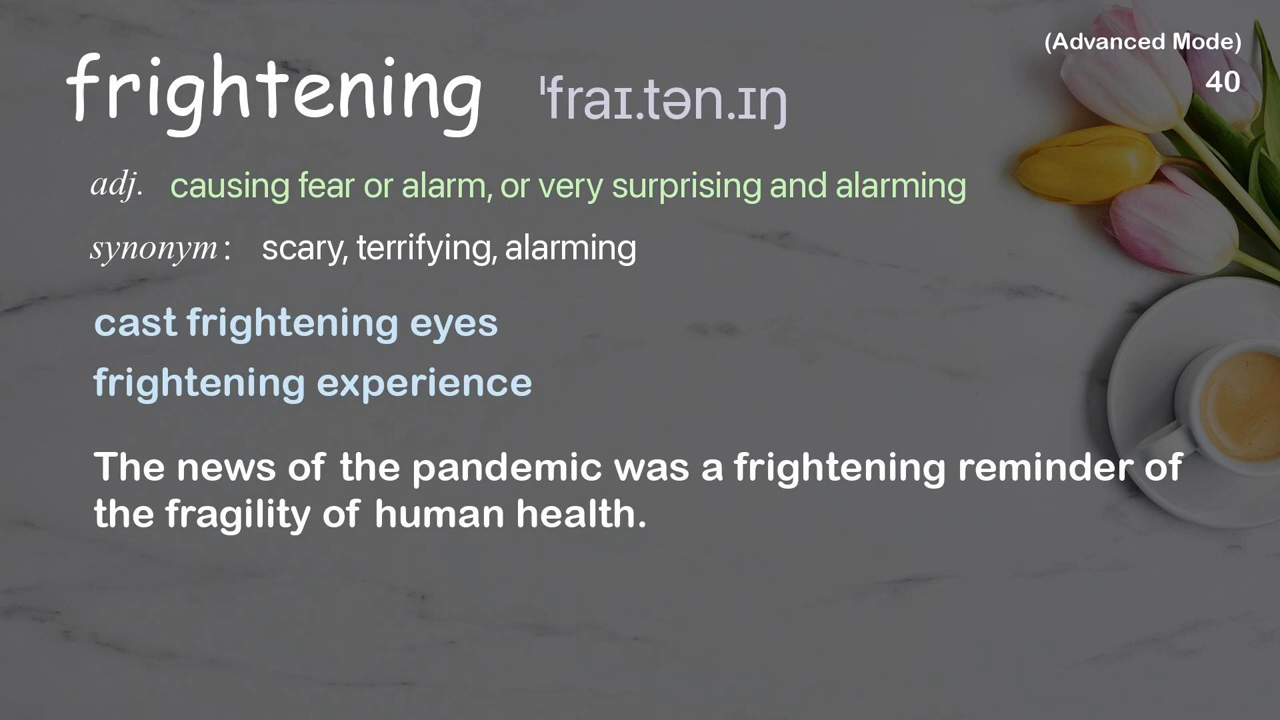 (Advanced Mode)
frightening ˈfraɪ.tən.ɪŋ
40
adj. causing fear or alarm, or very surprising and alarming
synonym: scary, terrifying, alarming
cast frightening eyes
frightening experience
The news of the pandemic was a frightening reminder of
the fragility of human health.